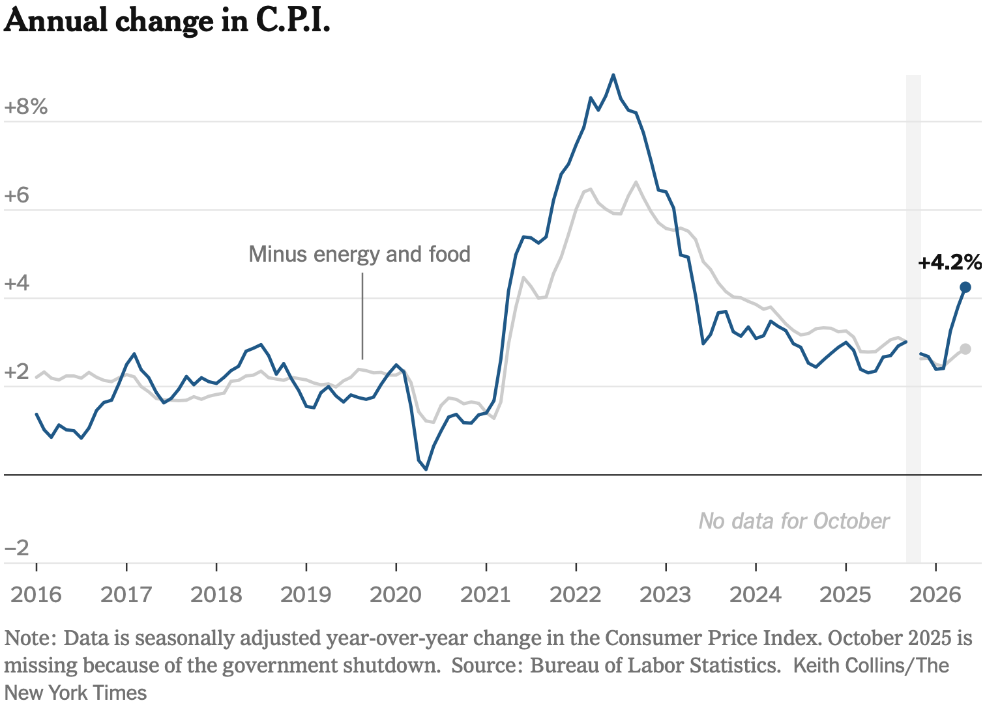 Annual change in C.P.I.
+8%
+6
Minus energy and food
+4.2%
+4
+2
No data for October
−2
2016 2017 2018 2019 2020 2021 2022 2023 2024 2025 2026
Note: Data is seasonally adjusted year-over-year change in the Consumer Price Index. October 2025 is
missing because of the government shutdown.  Source: Bureau of Labor Statistics.  Keith Collins/The
New York Times